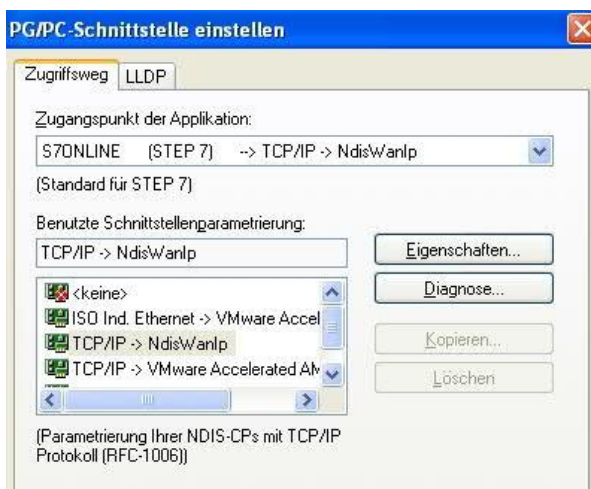 PG/PC-Schnittstelle einstellen
Zugriffsweg
LLDP
Zugangspunkt der Applikation:
S7ONLINE (STEP 7) --> TCP/IP -> NdisWanIp
(Standard für STEP 7)
Benutzte Schnittstellenparametrierung:
TCP/IP -> NdisWanIp
Eigenschaften...
<keine>
ISO Ind. Ethernet -> VMware Accel
TCP/IP -> NdisWanIp
TCP/IP -> VMware Accelerated
Diagnose...
Kopieren...
Löschen
(Parametrierung Ihrer NDIS-CPs mit TCP/IP
Protokoll (RFC-1006))